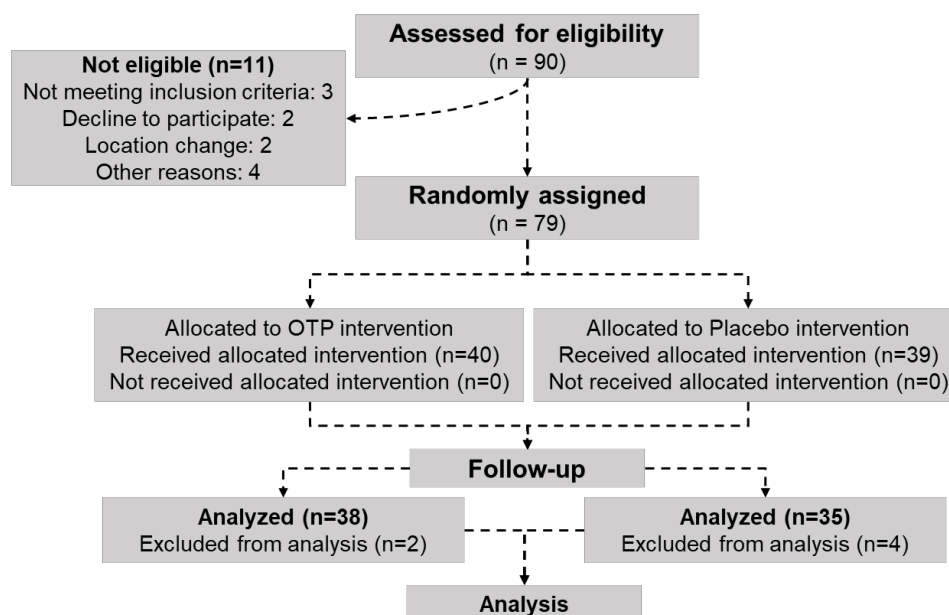 Assessed for eligibility
(n = 90)
Not eligible (n=11)
Not meeting inclusion criteria: 3
Decline to participate: 2
Location change: 2
Other reasons: 4
Randomly assigned
(n = 79)
Allocated to OTP intervention
Received allocated intervention (n=40)
Not received allocated intervention (n=0)
Allocated to Placebo intervention
Received allocated intervention (n=39)
Not received allocated intervention (n=0)
Follow-up
Analyzed (n=38)
Excluded from analysis (n=2)
Analyzed (n=35)
Excluded from analysis (n=4)
Analysis